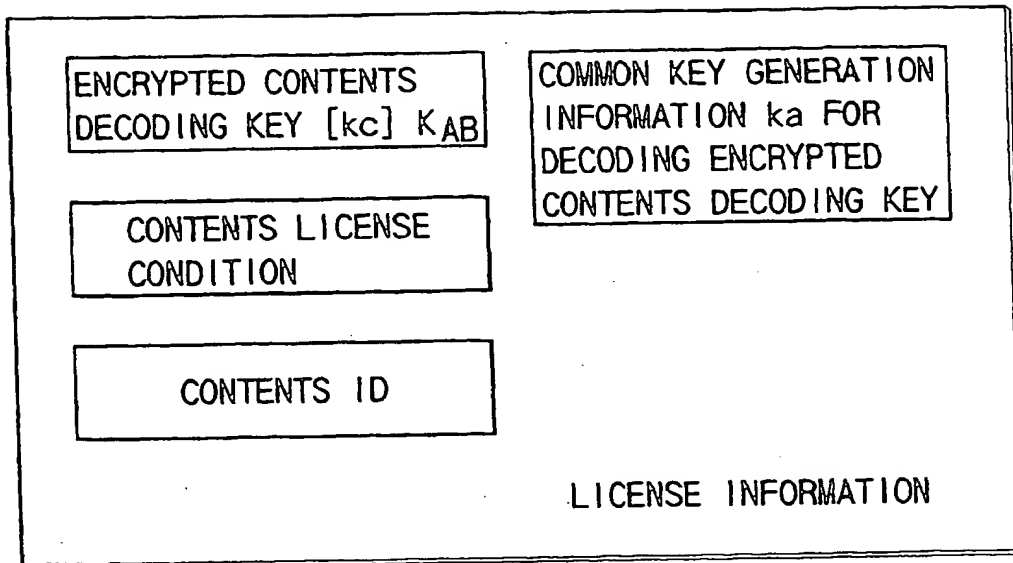 ENCRYPTED CONTENTS
DECODING KEY [kc] KAB
COMMON KEY GENERATION
INFORMATION ka FOR
DECODING ENCRYPTED
CONTENTS DECODING KEY
CONTENTS LICENSE
CONDITION
CONTENTS ID
LICENSE INFORMATION